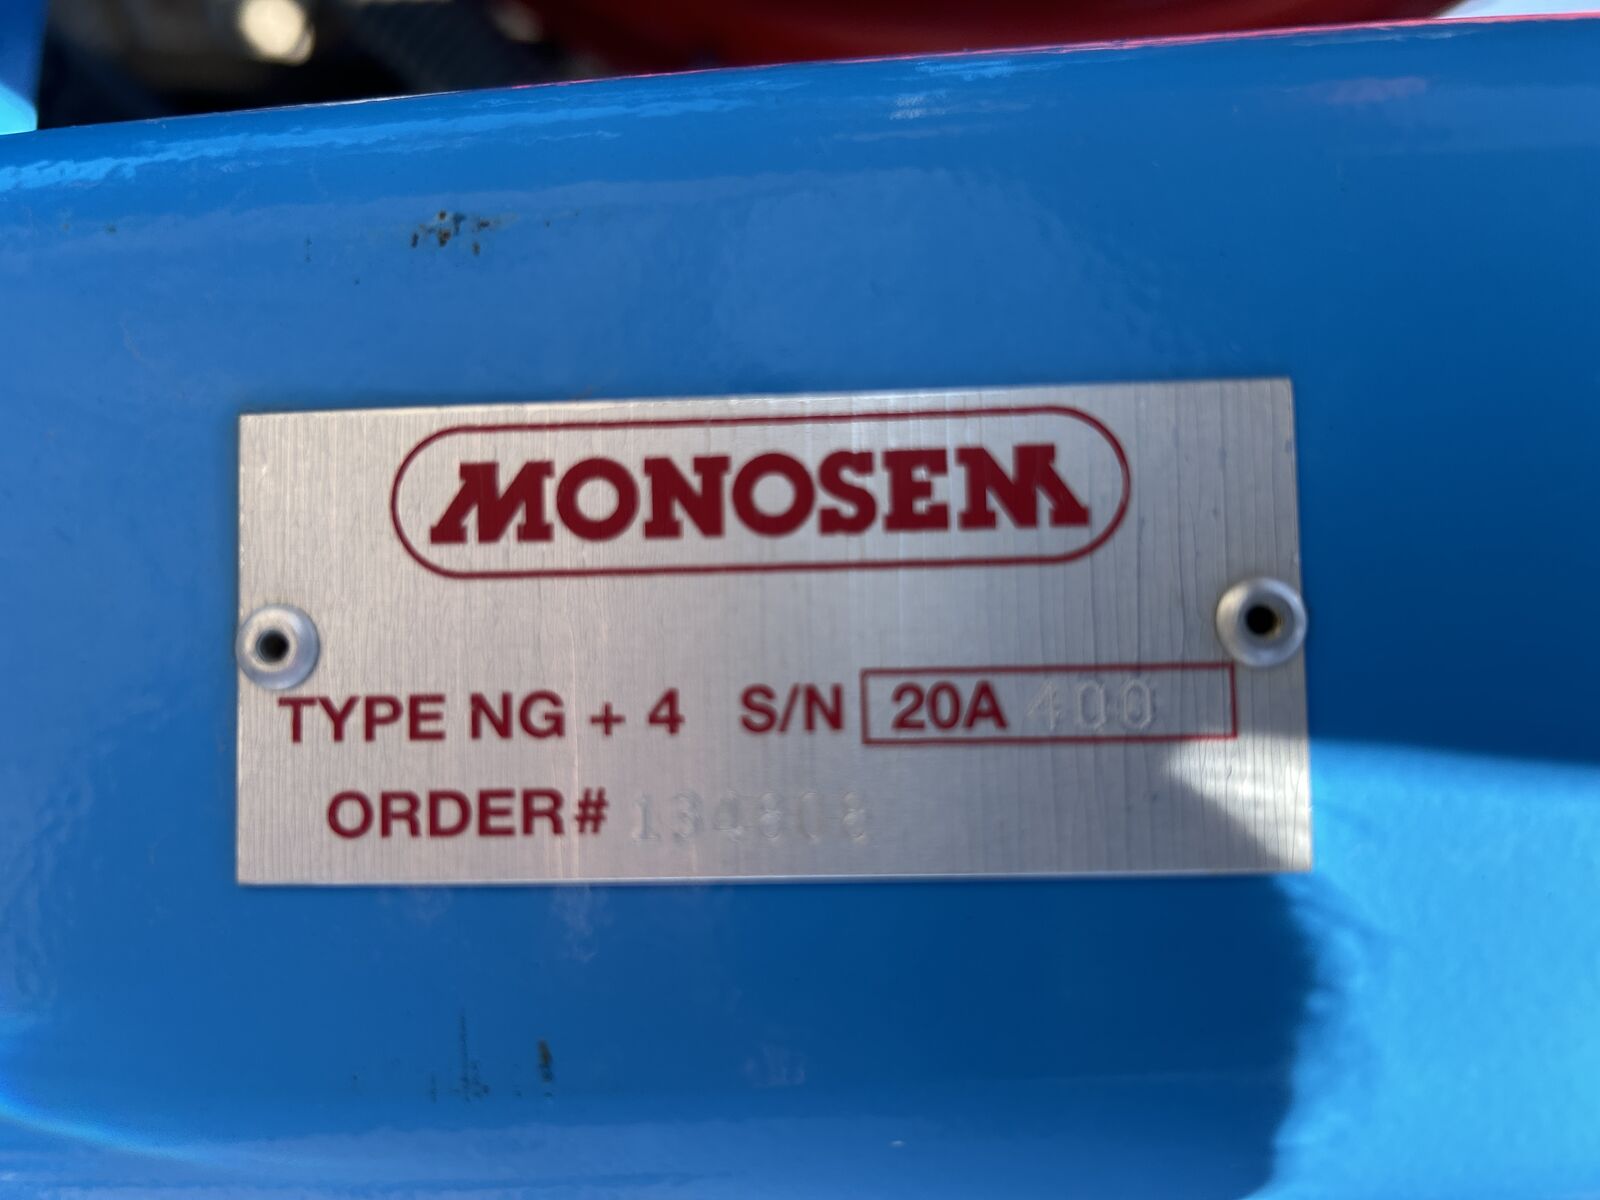 MONOSEM
TYPE NG + 4 S/N 20A 400
ORDER#